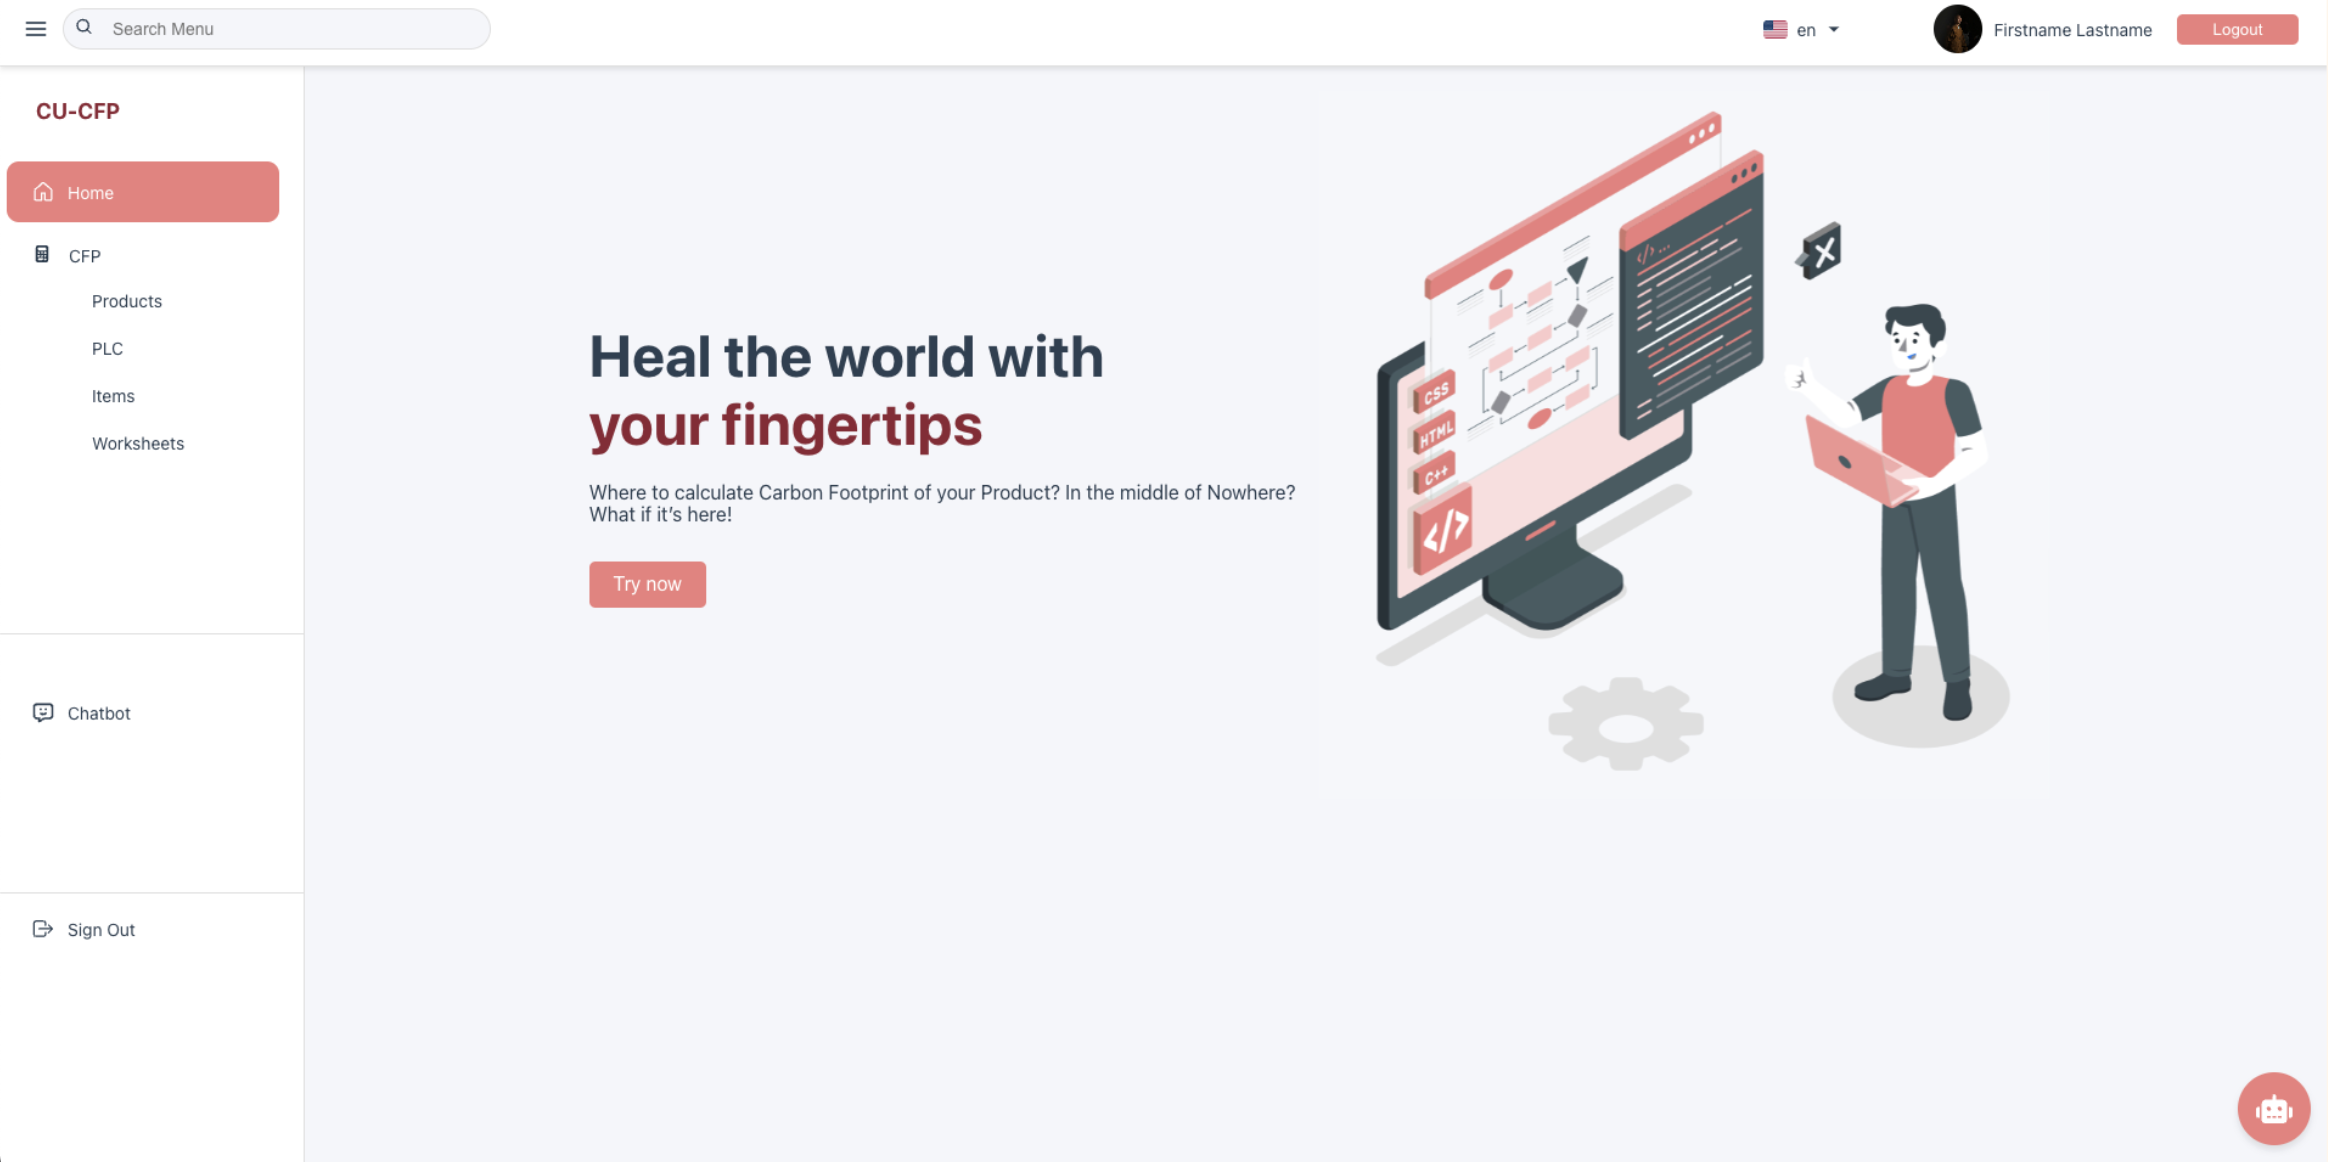 Search Menu
en
Firstname Lastname
Logout
CU-CFP
Home
CFP
Products
PLC
Items
Worksheets
Chatbot
Sign Out
Heal the world with
your fingertips
Where to calculate Carbon Footprint of your Product? In the middle of Nowhere?
What if it’s here!
Try now
CSS
HTML
C++
</>
</>...
X